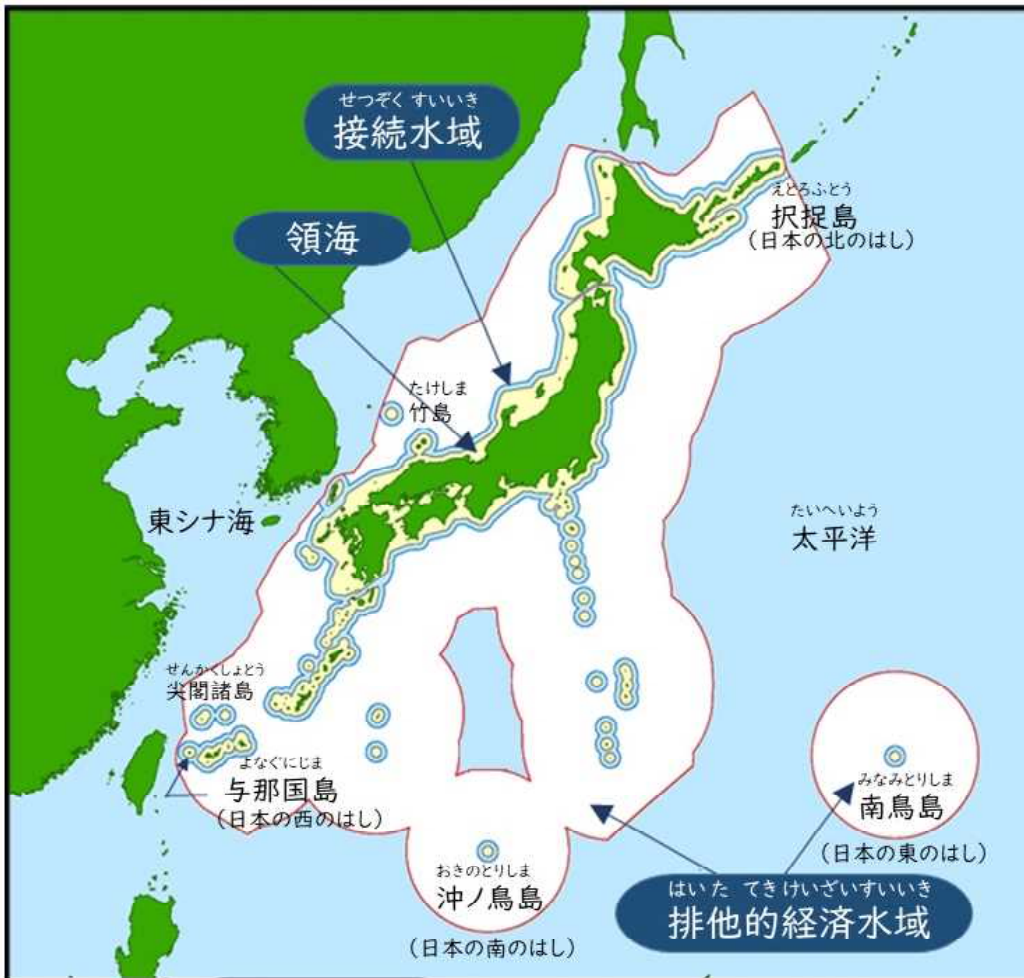 せつぞく すいいき
接続水域
領海
えとろふとう
択捉島
(日本の北のはし)
たけしま
竹島
東シナ海
たいへいよう
太平洋
せんかくしょとう
尖閣諸島
よなぐにじま
与那国島
(日本の西のはし)
みなみとりしま
南鳥島
(日本の東のはし)
おきのとりしま
沖ノ鳥島
(日本の南のはし)
はいた てきけいざいすいいき
排他的経済水域